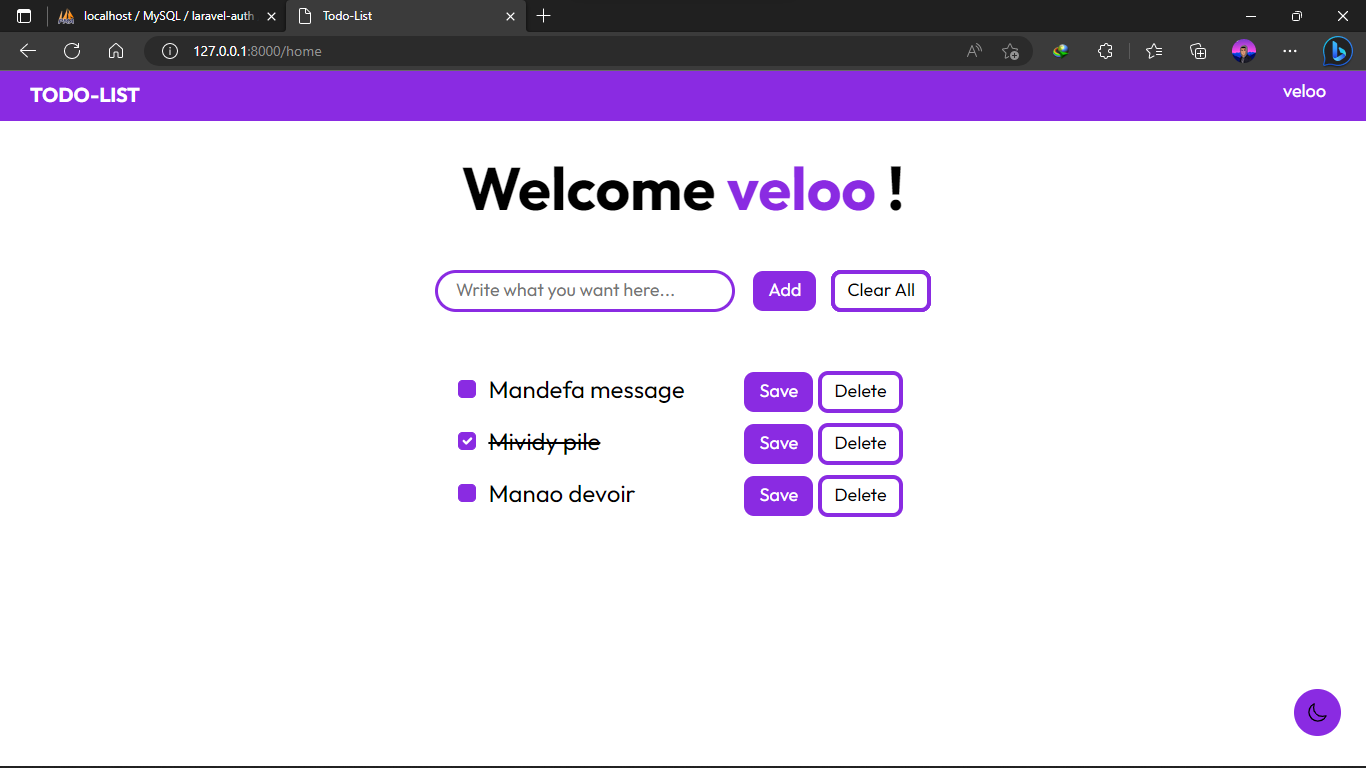 localhost / MySQL / laravel-auth
Todo-List
127.0.0.1:8000/home
TODO-LIST
veloo
Welcome veloo !
Write what you want here...
Add
Clear All
Mandefa message
Save
Delete
Mividy pile
Save
Delete
Manao devoir
Save
Delete